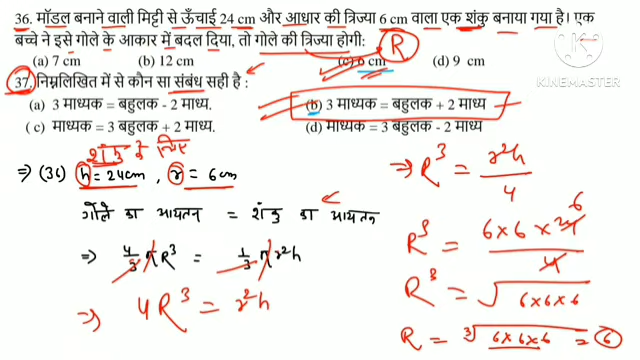 36. मॉडल बनाने वाली मिट्टी से ऊँचाई 24 cm और आधार की त्रिज्या 6 cm वाला एक शंकु बनाया गया है। एक
बच्चे ने इसे गोले के आकार में बदल दिया, तो गोले की त्रिज्या होगी: R
(a) 7 cm (b) 12 cm (c) 6 cm (d) 9 cm
37. निम्नलिखित में से कौन सा संबंध सही है :
(a) 3 माध्यक = बहुलक - 2 माध्य. (b) 3 माध्यक = बहुलक + 2 माध्य
(c) माध्यक = 3 बहुलक + 2 माध्य. (d) माध्यक = 3 बहुलक - 2 माध्य
KINEMASTER
शंकु के लिए
⇒ (36) h = 24cm, r = 6cm
गोले का आयतन = शंकु का आयतन
⇒ 4/3 π R³ = 1/3 π r²h
⇒ 4R³ = r²h
⇒ R³ = r²h/4
R³ = 6×6×24/4 6
R³ = √6×6×6
R = ³√6×6×6 = 6